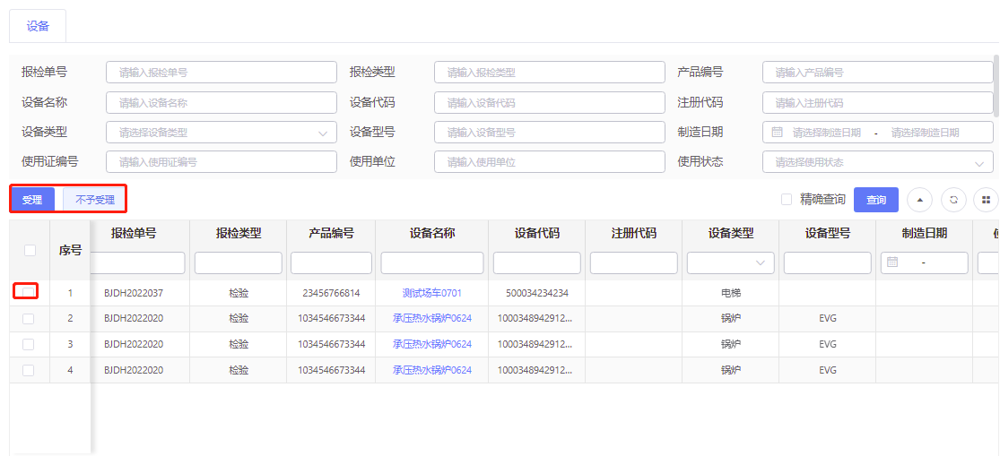 设备
报检单号 请输入报检单号 报检类型 请输入报检类型 产品编号 请输入产品编号
设备名称 请输入设备名称 设备代码 请输入设备代码 注册代码 请输入注册代码
设备类型 请选择设备类型 设备型号 请输入设备型号 制造日期 请选择制造日期 - 请选择制造日期
使用证编号 请输入使用证编号 使用单位 请输入使用单位 使用状态 请选择使用状态
受理 不予受理 精确查询 查询
序号 报检单号 报检类型 产品编号 设备名称 设备代码 注册代码 设备类型 设备型号 制造日期
-
1 BJDH2022037 检验 23456766814 测试场车0701 500034234234 电梯
2 BJDH2022020 检验 1034546673344 承压热水锅炉0624 1000348942912... 锅炉 EVG
3 BJDH2022020 检验 1034546673344 承压热水锅炉0624 1000348942912... 锅炉 EVG
4 BJDH2022020 检验 1034546673344 承压热水锅炉0624 1000348942912... 锅炉 EVG